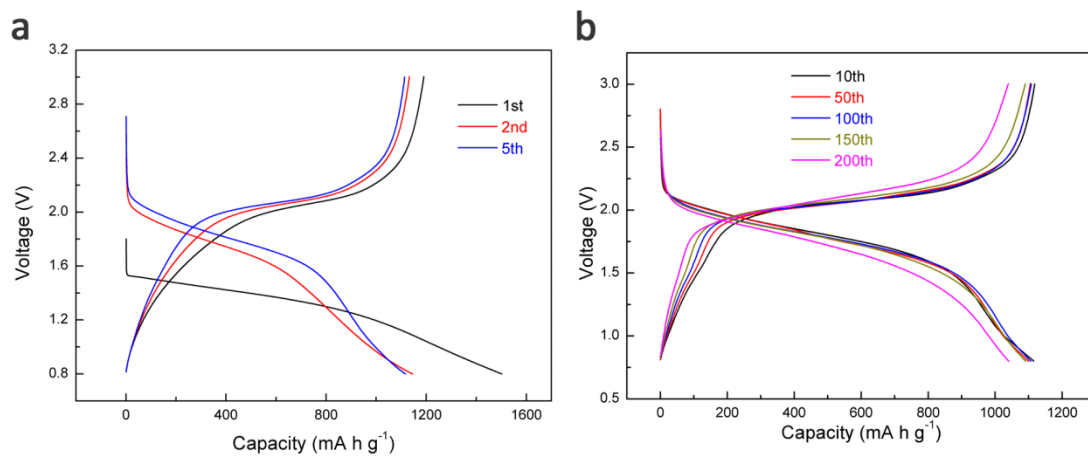 a
3.2
2.8
2.4
2.0
1.6
1.2
0.8
Voltage (V)
1st
2nd
5th
0 400 800 1200 1600
Capacity (mA h g⁻¹)
b
3.0
2.5
2.0
1.5
1.0
0.5
Voltage (V)
10th
50th
100th
150th
200th
0 200 400 600 800 1000 1200
Capacity (mA h g⁻¹)